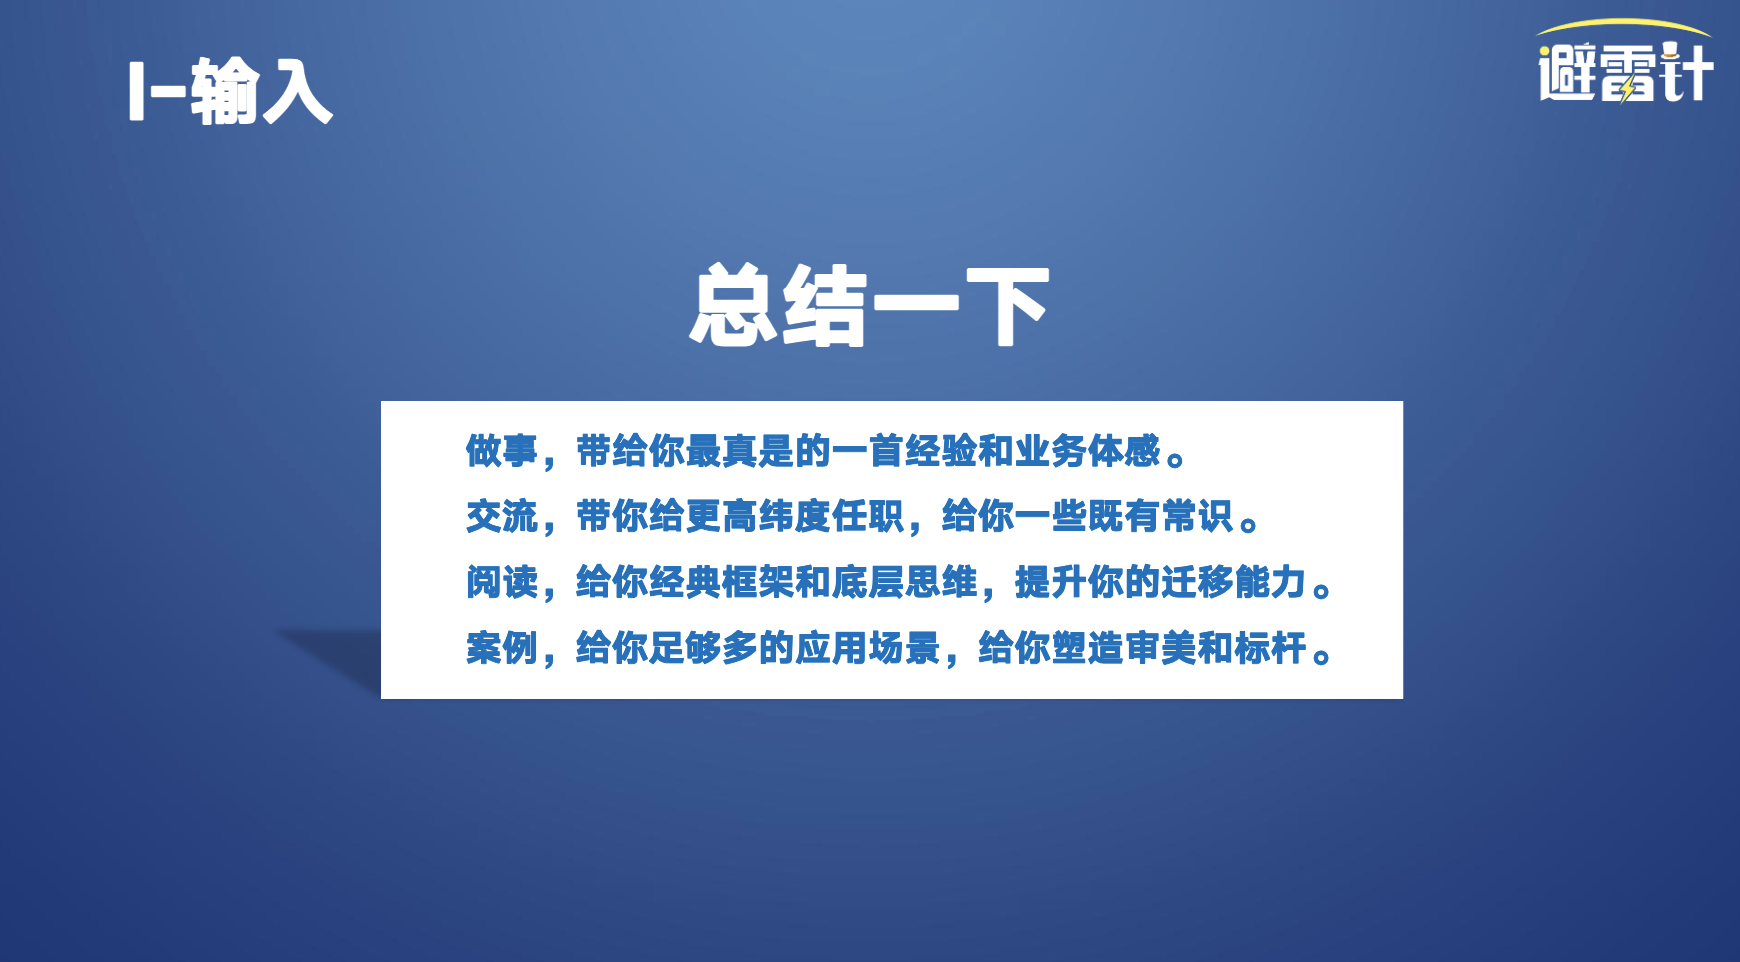 I-输入
避雷计
总结一下
做事，带给你最真是的一首经验和业务体感。
交流，带你给更高纬度任职，给你一些既有常识。
阅读，给你经典框架和底层思维，提升你的迁移能力。
案例，给你足够多的应用场景，给你塑造审美和标杆。